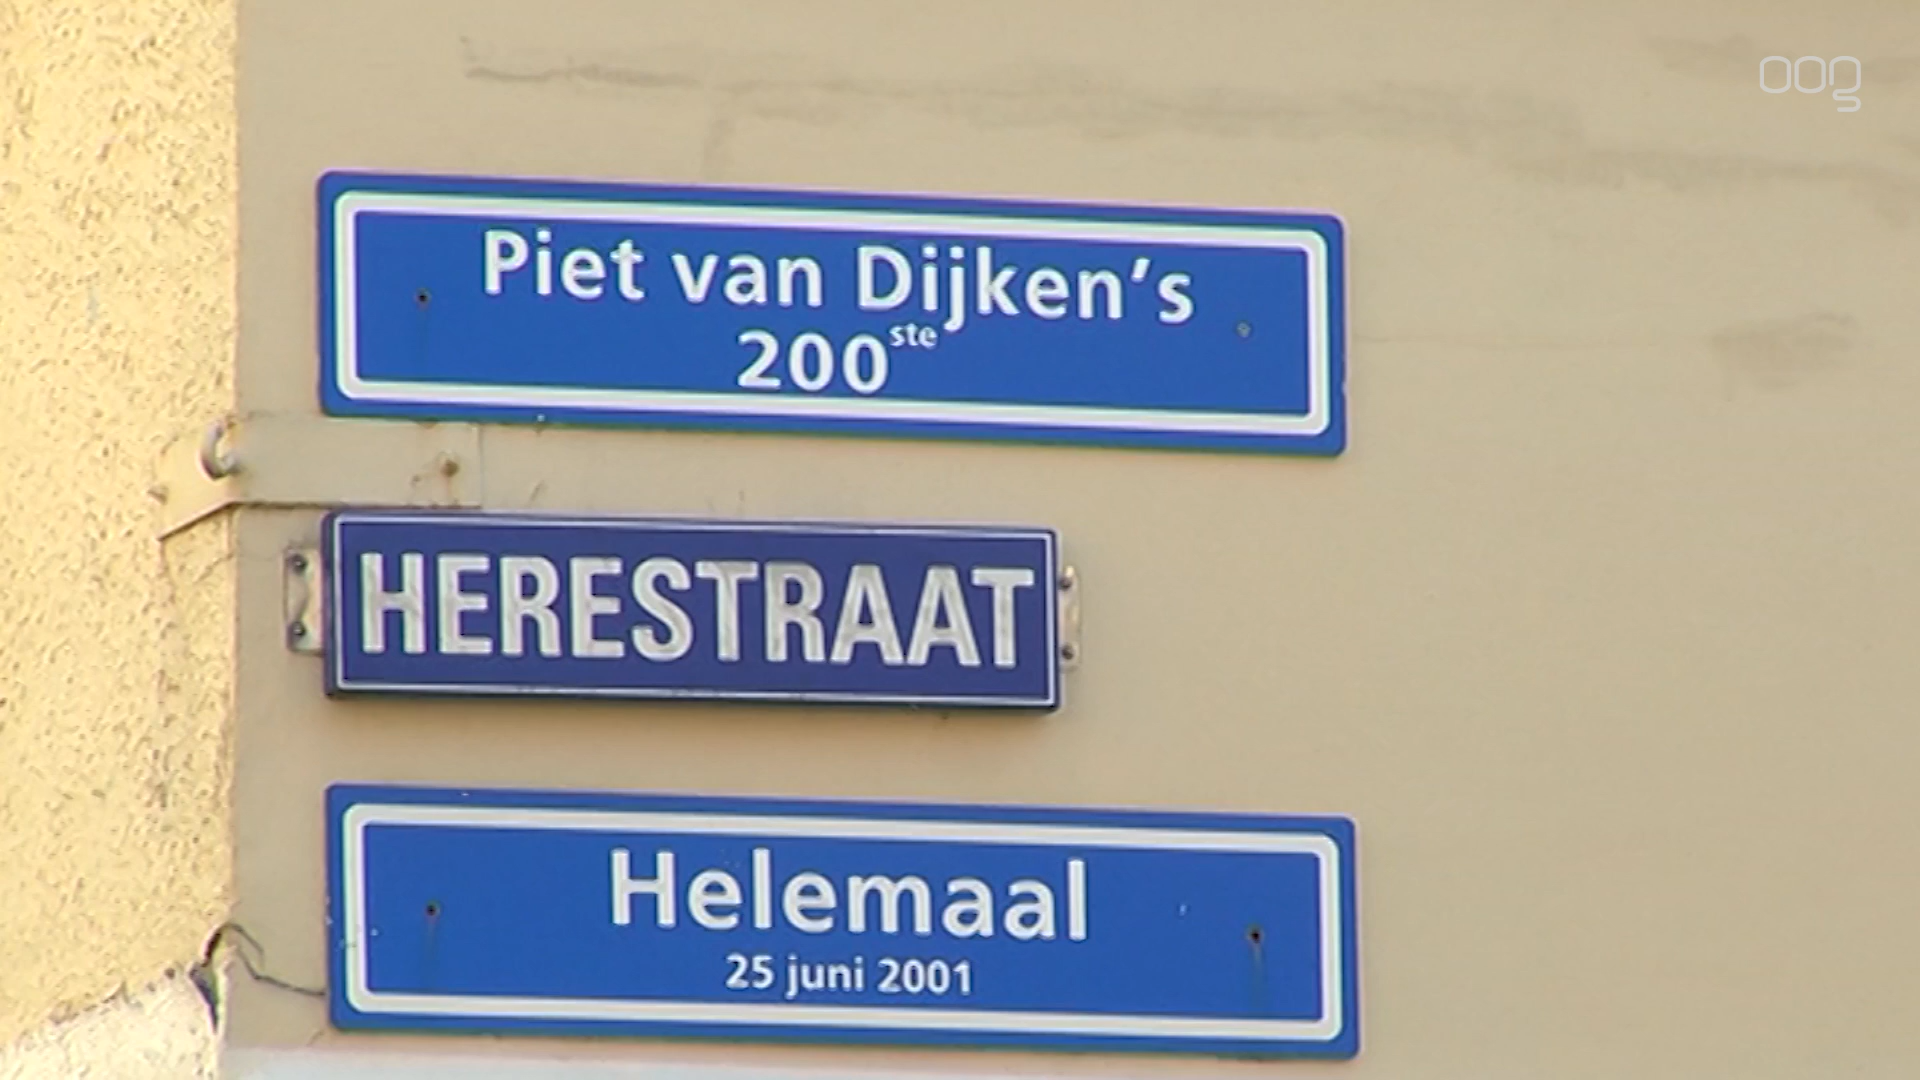 oog
Piet van Dijken's
200ste
HERESTRAAT
Helemaal
25 juni 2001